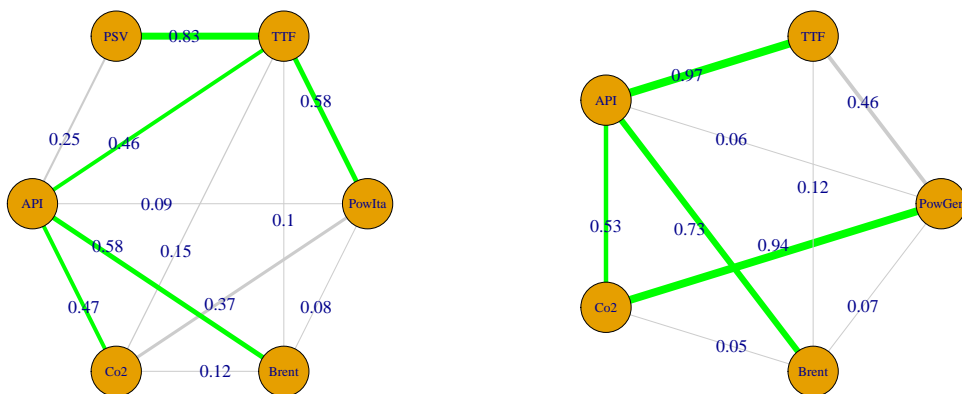 PSV
0.83
TTF
0.58
0.25
0.46
API
0.09
PowIta
0.58
0.15
0.1
0.47
0.37
0.08
Co2
0.12
Brent
TTF
0.97
API
0.46
0.06
0.12
PowGer
0.53
0.73
0.94
Co2
0.07
0.05
Brent